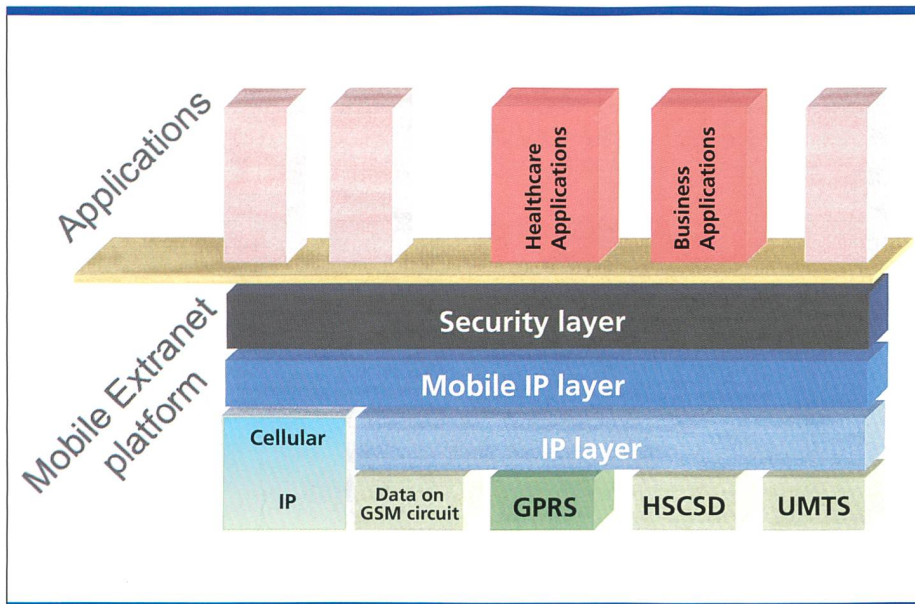 Applications
Healthcare
Applications
Business
Applications
Mobile Extranet
platform
Security layer
Mobile IP layer
Cellular
IP
IP layer
Data on
GSM circuit
GPRS
HSCSD
UMTS